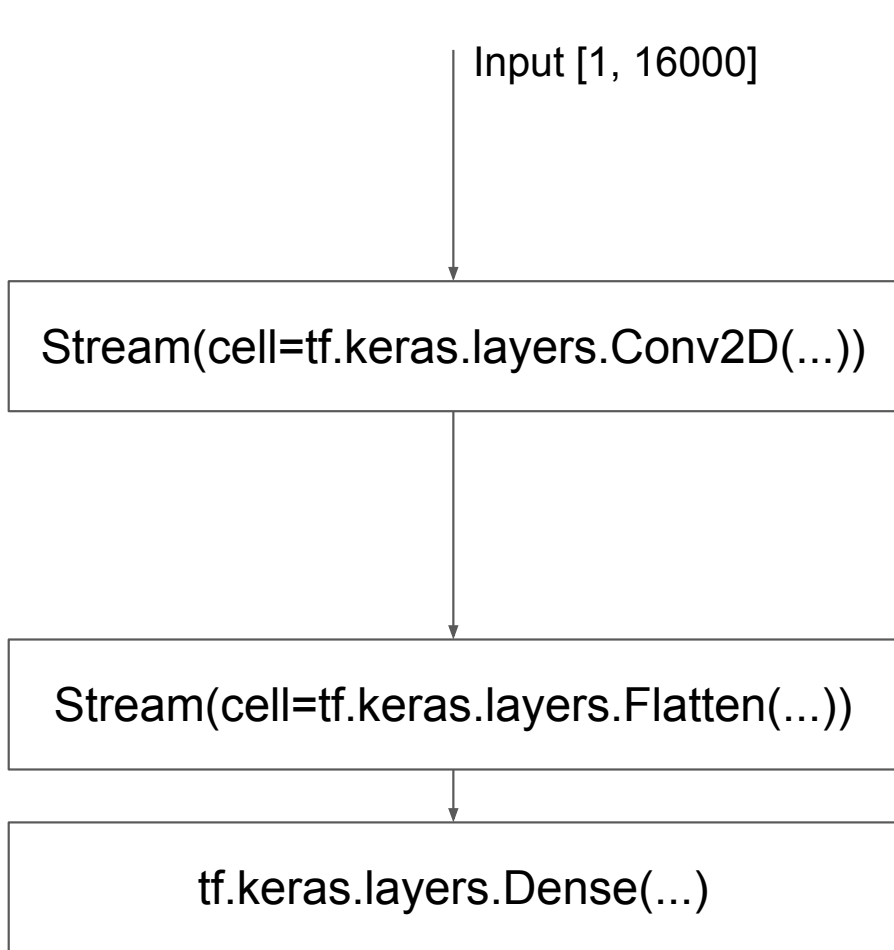 Input [1, 16000]
Stream(cell=tf.keras.layers.Conv2D(...))
Stream(cell=tf.keras.layers.Flatten(...))
tf.keras.layers.Dense(...)